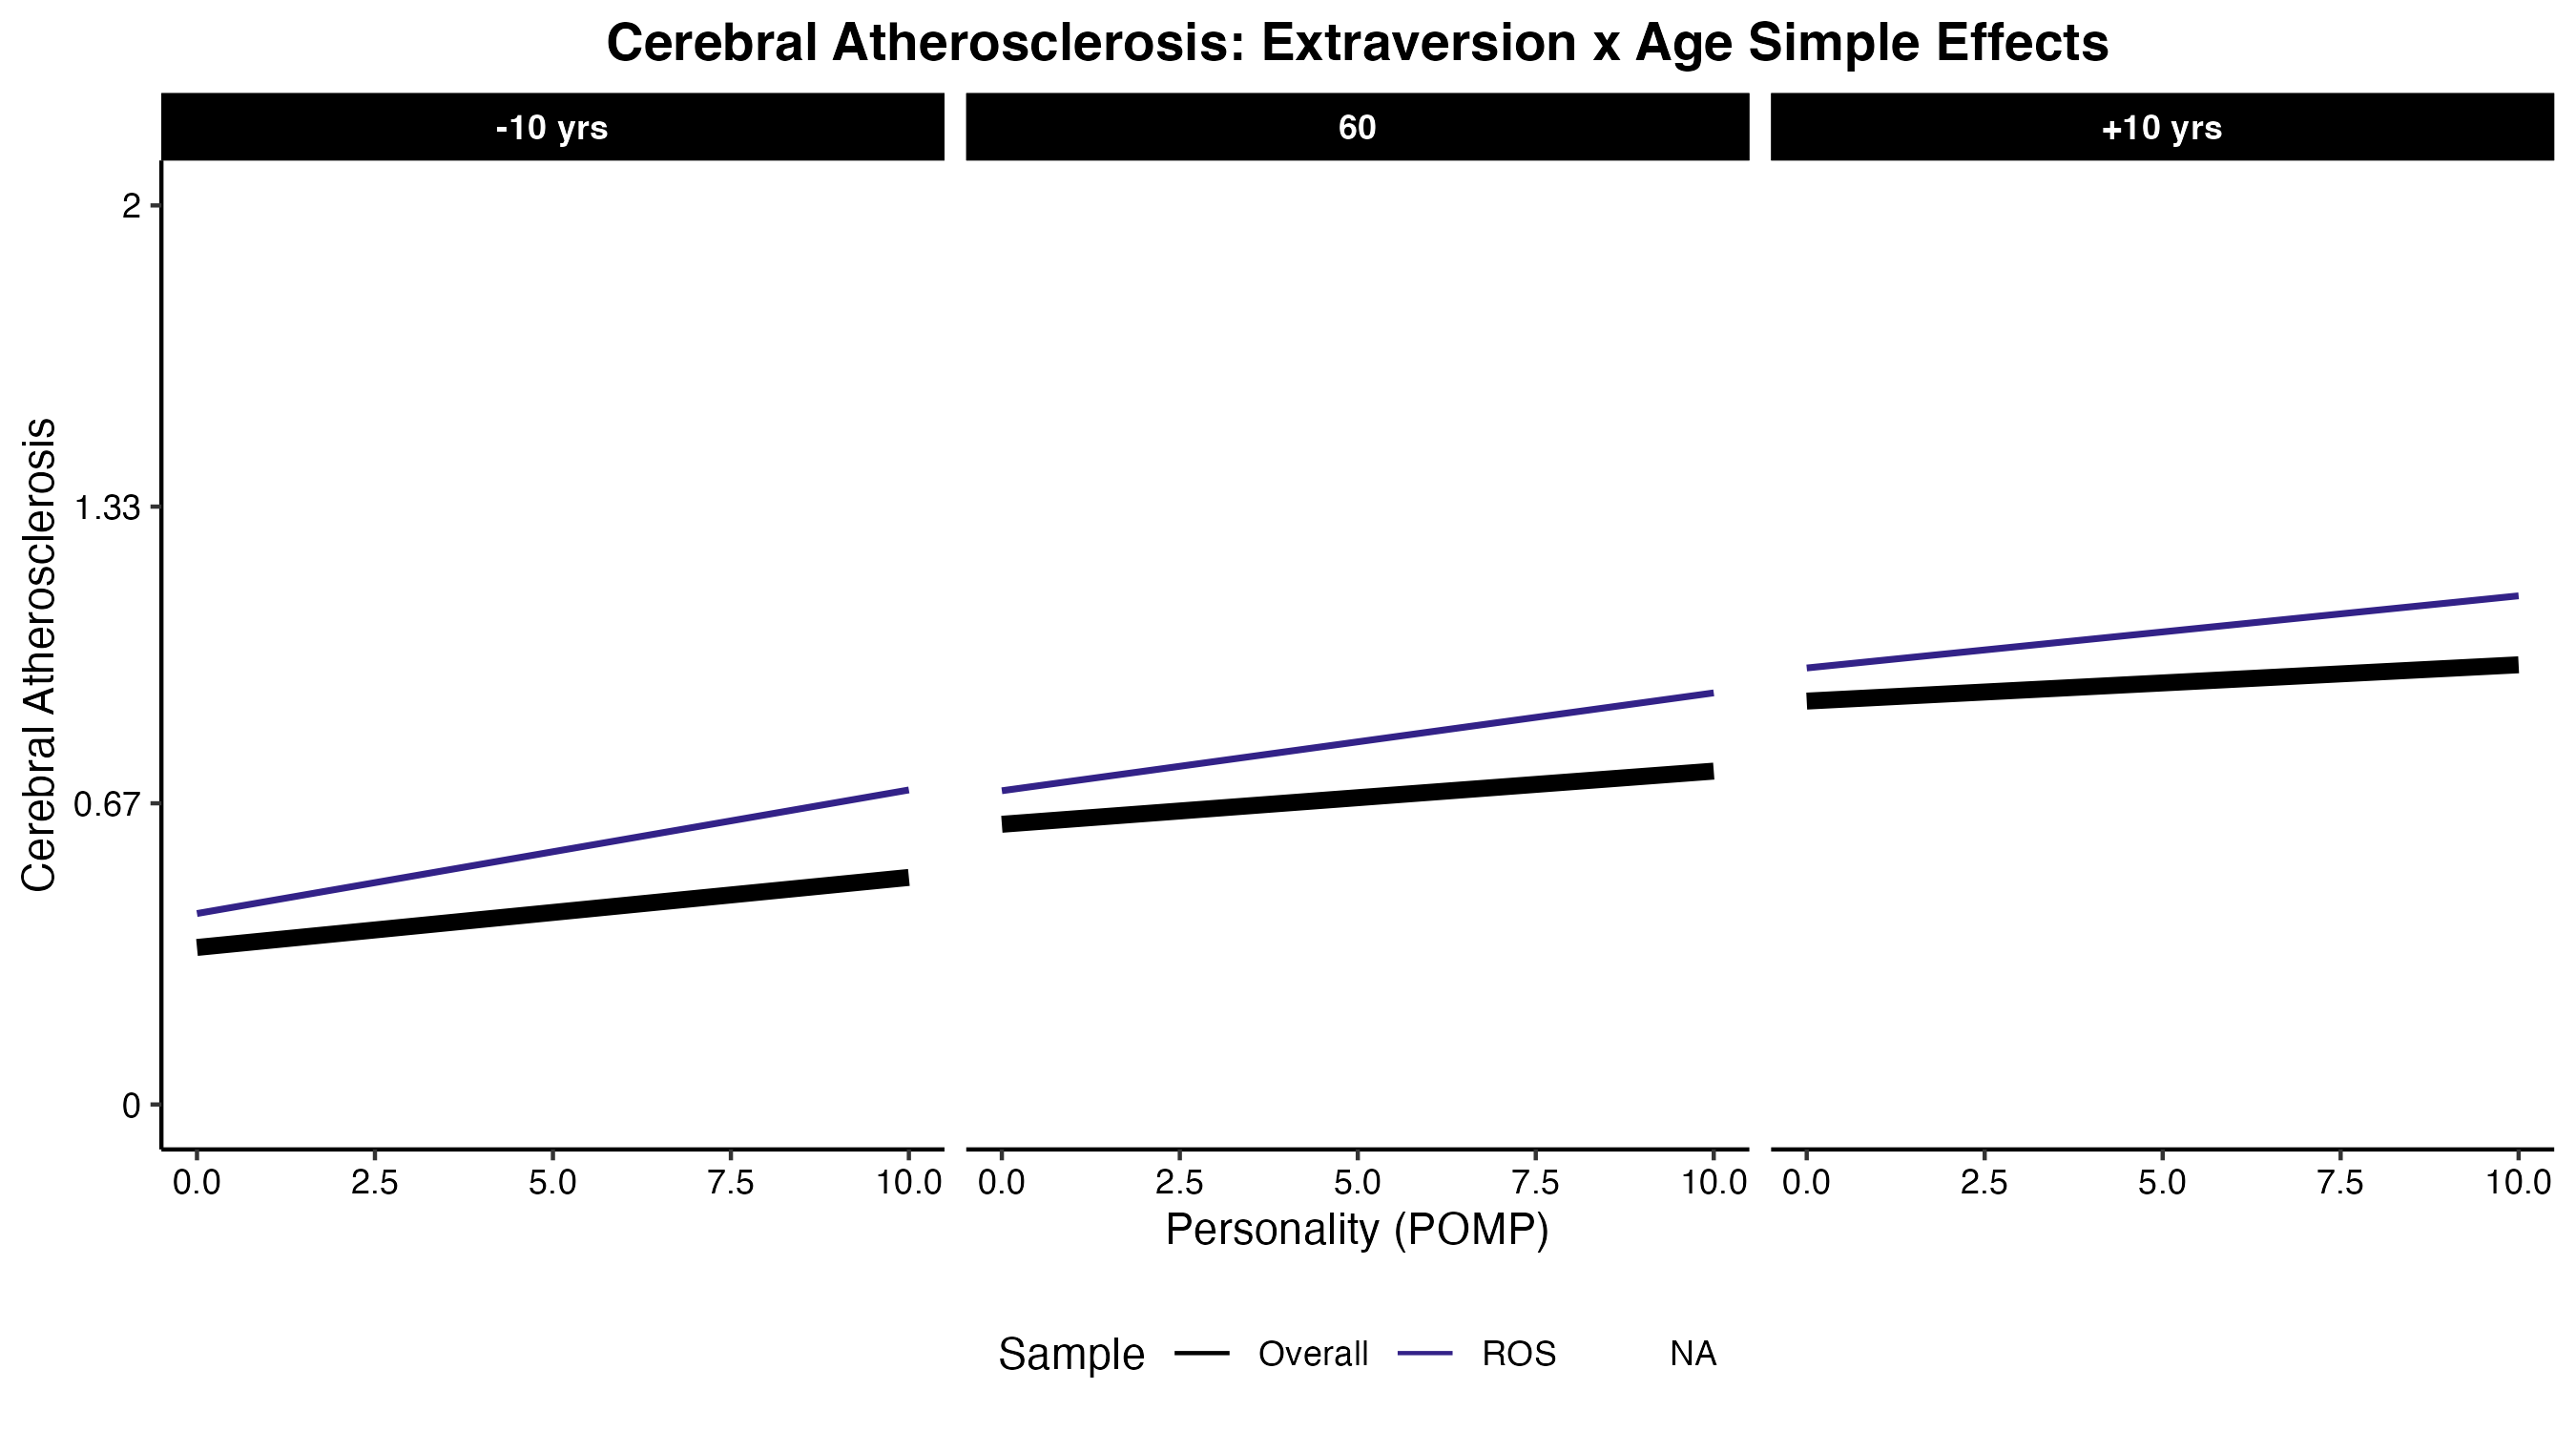 Cerebral Atherosclerosis: Extraversion x Age Simple Effects
-10 yrs 60 +10 yrs
Cerebral Atherosclerosis
2
1.33
0.67
0
0.0 2.5 5.0 7.5 10.0 0.0 2.5 5.0 7.5 10.0 0.0 2.5 5.0 7.5 10.0
Personality (POMP)
Sample Overall ROS NA